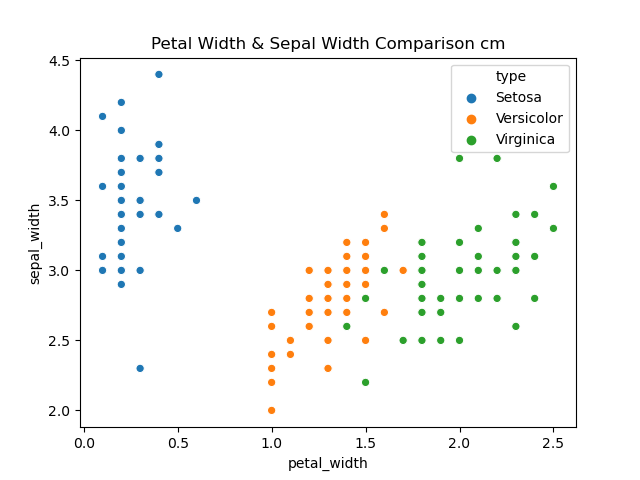 Petal Width & Sepal Width Comparison cm
type
Setosa
Versicolor
Virginica
4.5
4.0
3.5
3.0
2.5
2.0
sepal_width
0.0 0.5 1.0 1.5 2.0 2.5
petal_width